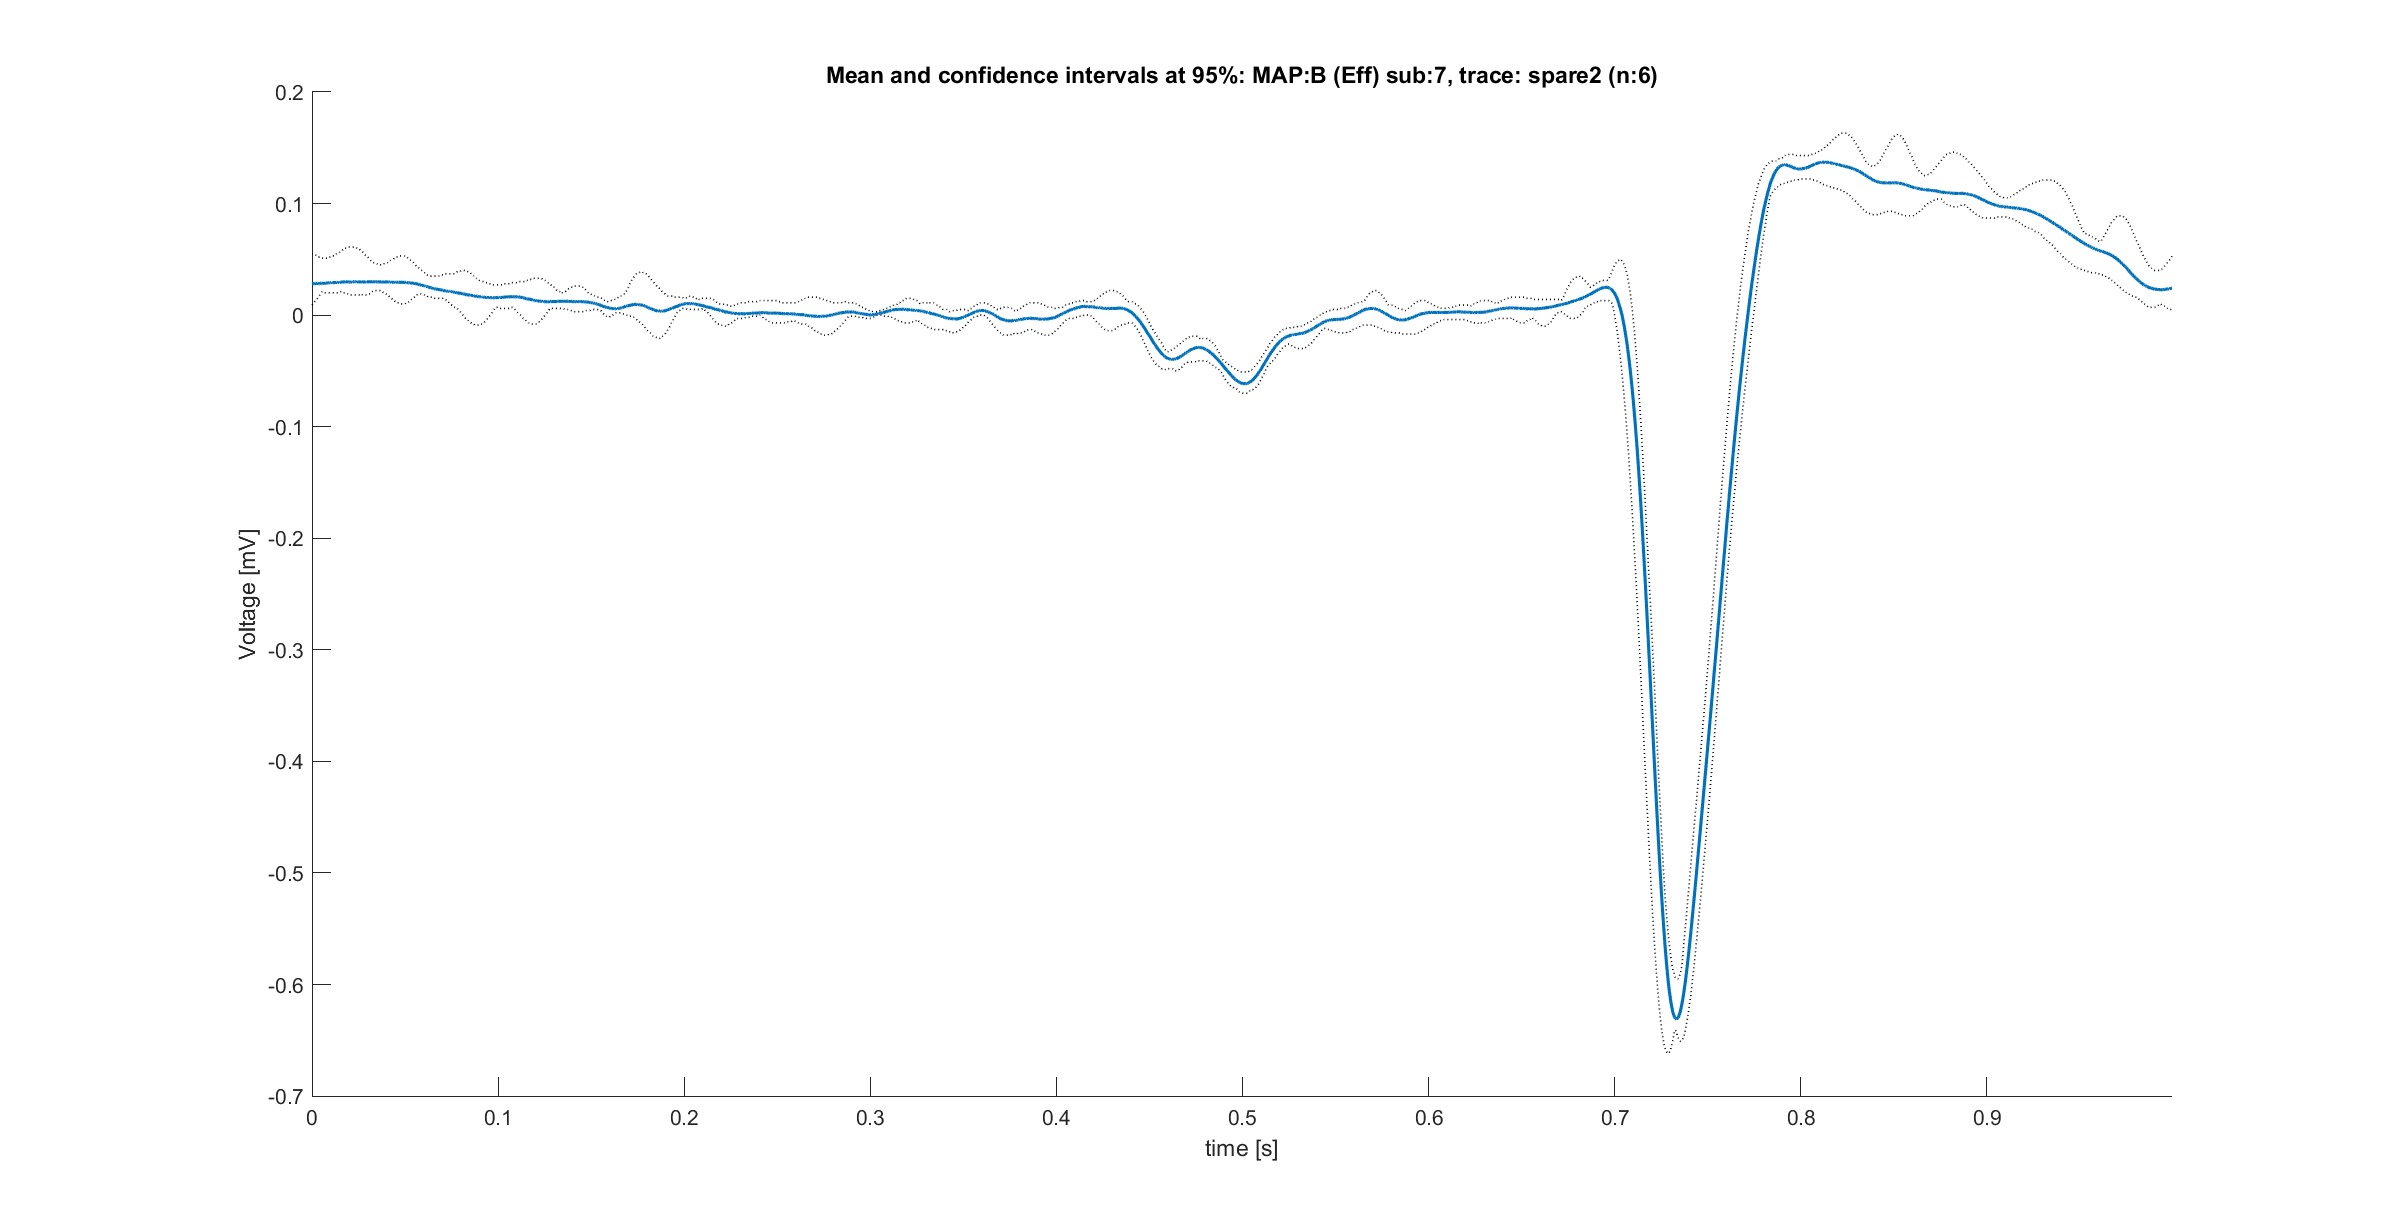 Mean and confidence intervals at 95%: MAP:B (Eff) sub:7, trace: spare2 (n:6)
0.2
0.1
0
-0.1
-0.2
-0.3
-0.4
-0.5
-0.6
-0.7
Voltage [mV]
0 0.1 0.2 0.3 0.4 0.5 0.6 0.7 0.8 0.9
time [s]